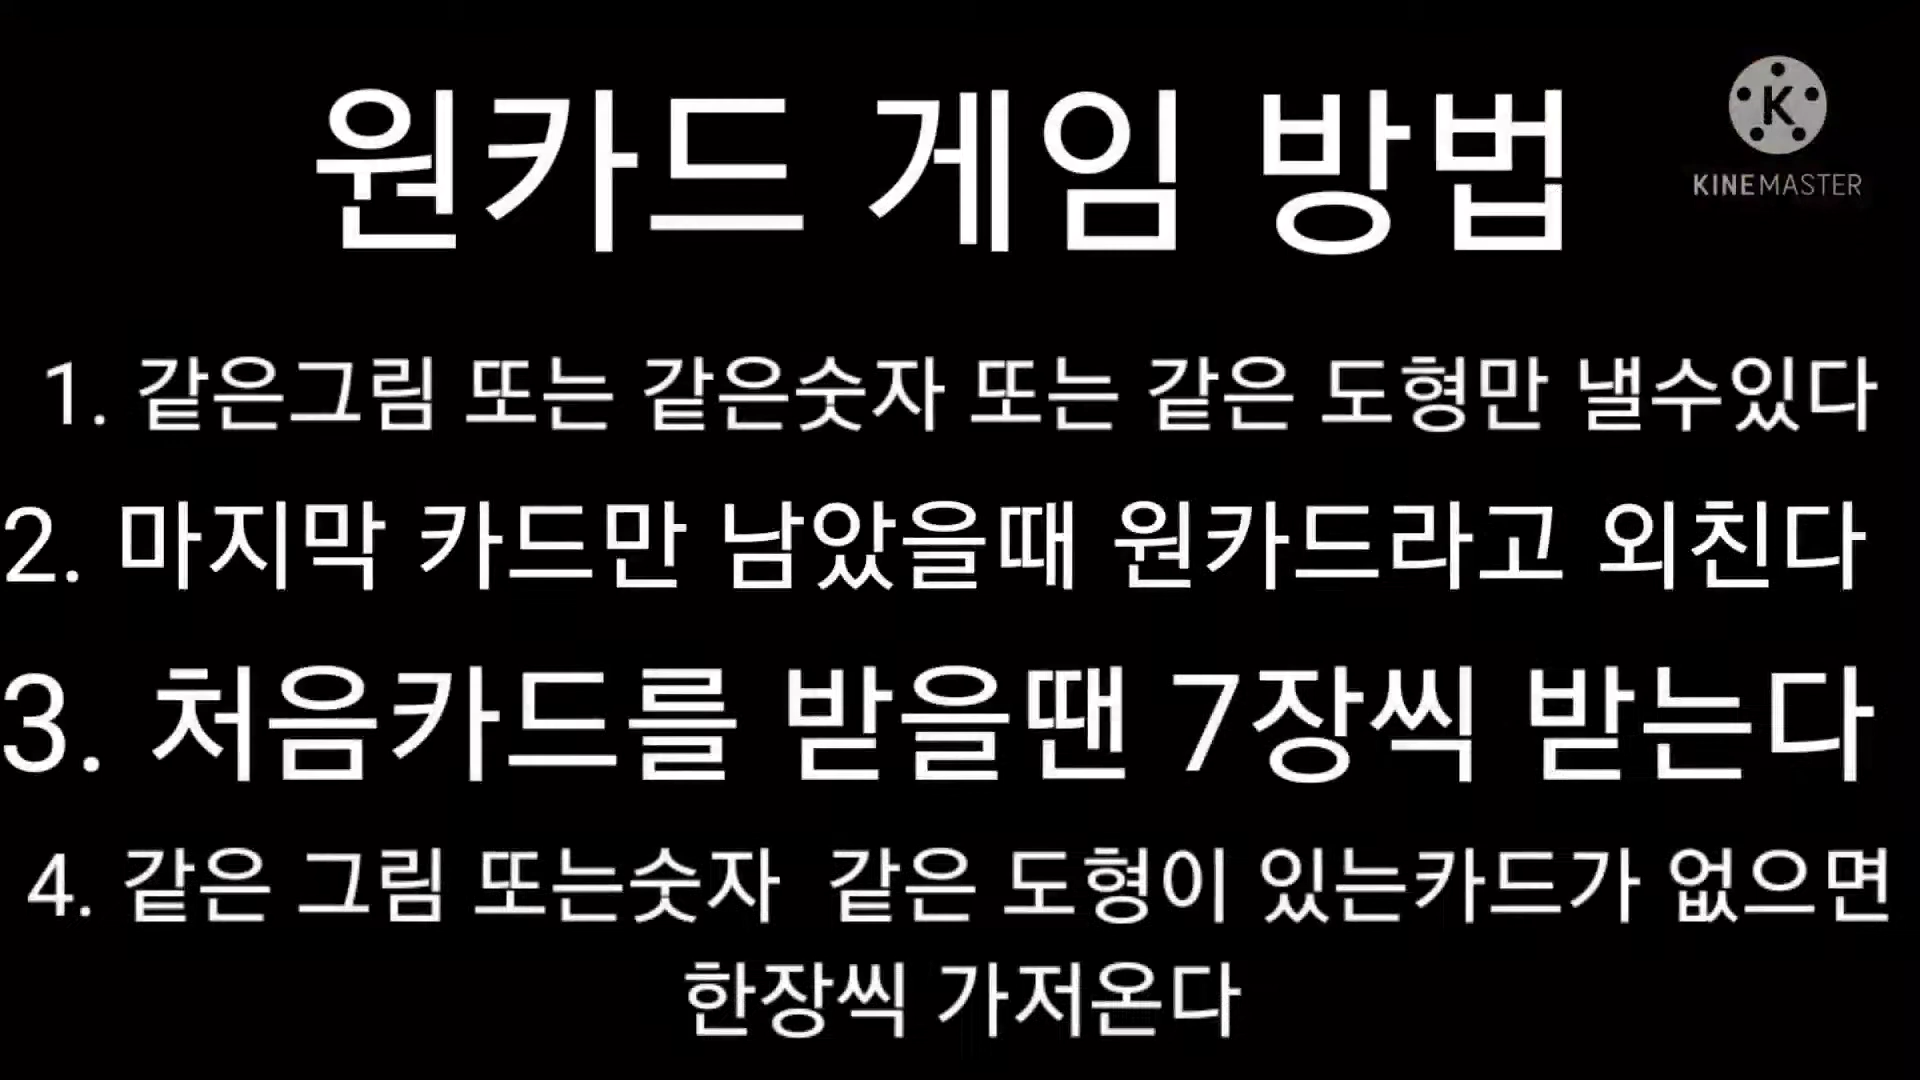 원카드 게임 방법
KINEMASTER
1. 같은그림 또는 같은숫자 또는 같은 도형만 낼수있다
2. 마지막 카드만 남았을때 원카드라고 외친다
3. 처음카드를 받을땐 7장씩 받는다
4. 같은 그림 또는숫자 같은 도형이 있는카드가 없으면
한장씩 가저온다